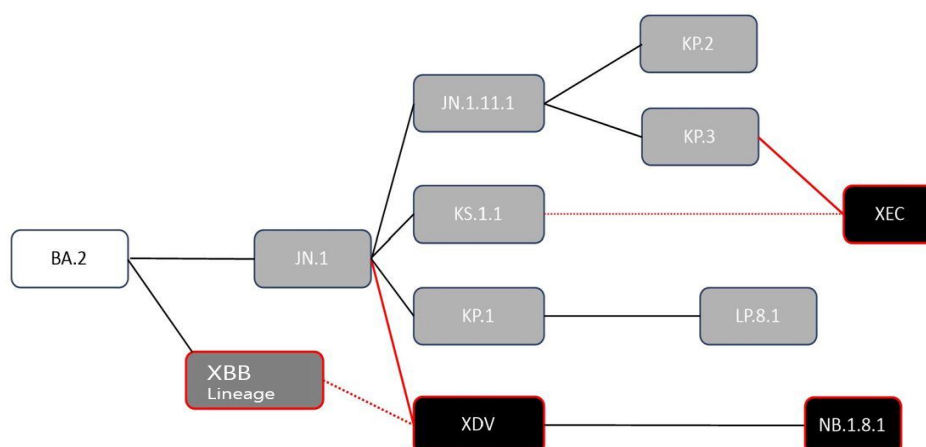 KP.2
JN.1.11.1
KP.3
KS.1.1
XEC
BA.2
JN.1
KP.1
LP.8.1
XBB
Lineage
XDV
NB.1.8.1